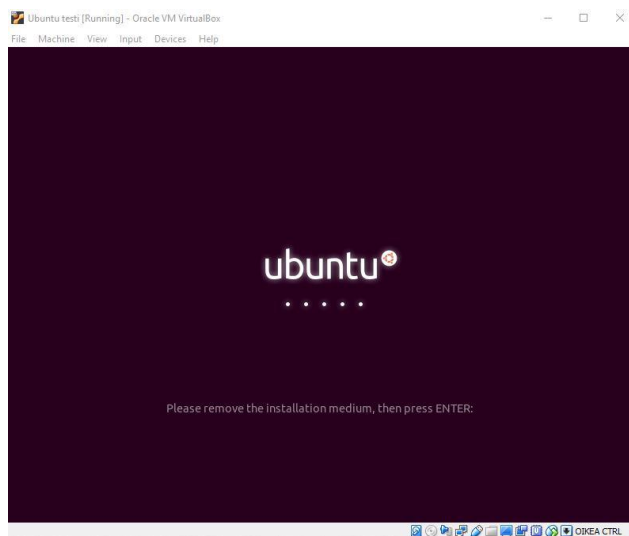 Ubuntu testi [Running] - Oracle VM VirtualBox
File Machine View Input Devices Help
ubuntu
Please remove the installation medium, then press ENTER:
OIKEA CTRL